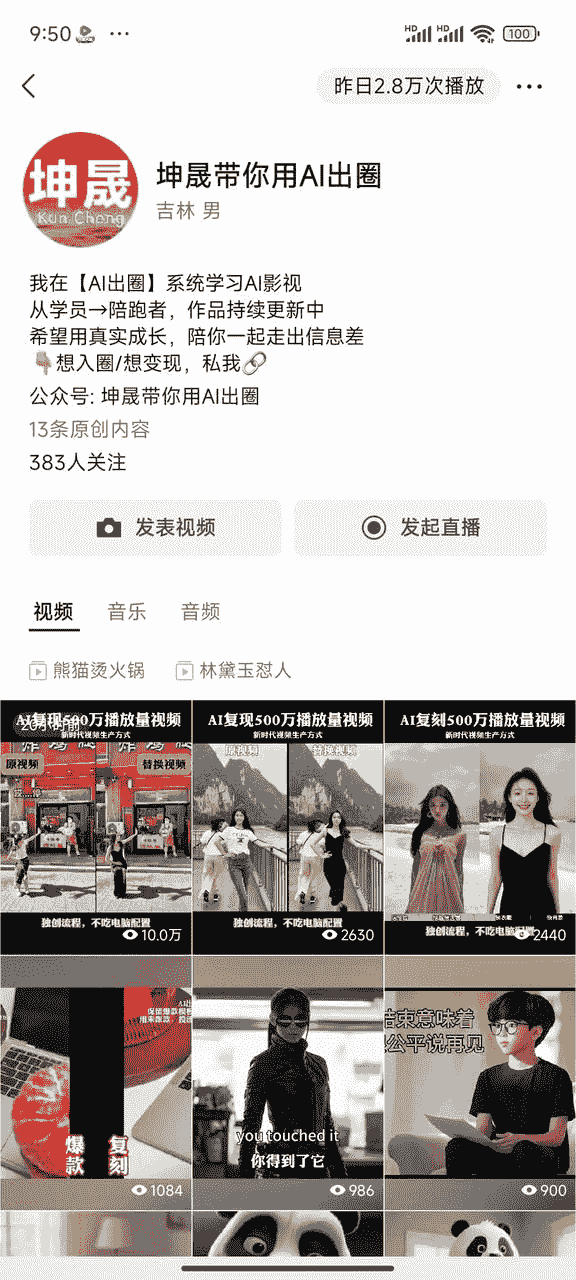 9:50
HD HD 100
昨日2.8万次播放
坤晟
Kun Cheng
坤晟带你用AI出圈
吉林 男
我在【AI出圈】系统学习AI影视
从学员→陪跑者，作品持续更新中
希望用真实成长，陪你一起走出信息差
👇想入圈/想变现，私我🔗
公众号: 坤晟带你用AI出圈
13条原创内容
383人关注
发表视频
发起直播
视频 音乐 音频
熊猫烫火锅 林黛玉怼人
AI复现500万播放量视频
新时代视频生产方式
原视频 替换视频
独创流程，不吃电脑配置
10.0万
AI复现500万播放量视频
新时代视频生产方式
原视频 替换视频
独创流程，不吃电脑配置
2630
AI复刻500万播放量视频
新时代视频生产方式
独创流程，不吃电脑配置
2440
爆款 复刻
1084
you touched it
你得到了它
986
结束意味着
公平说再见
900